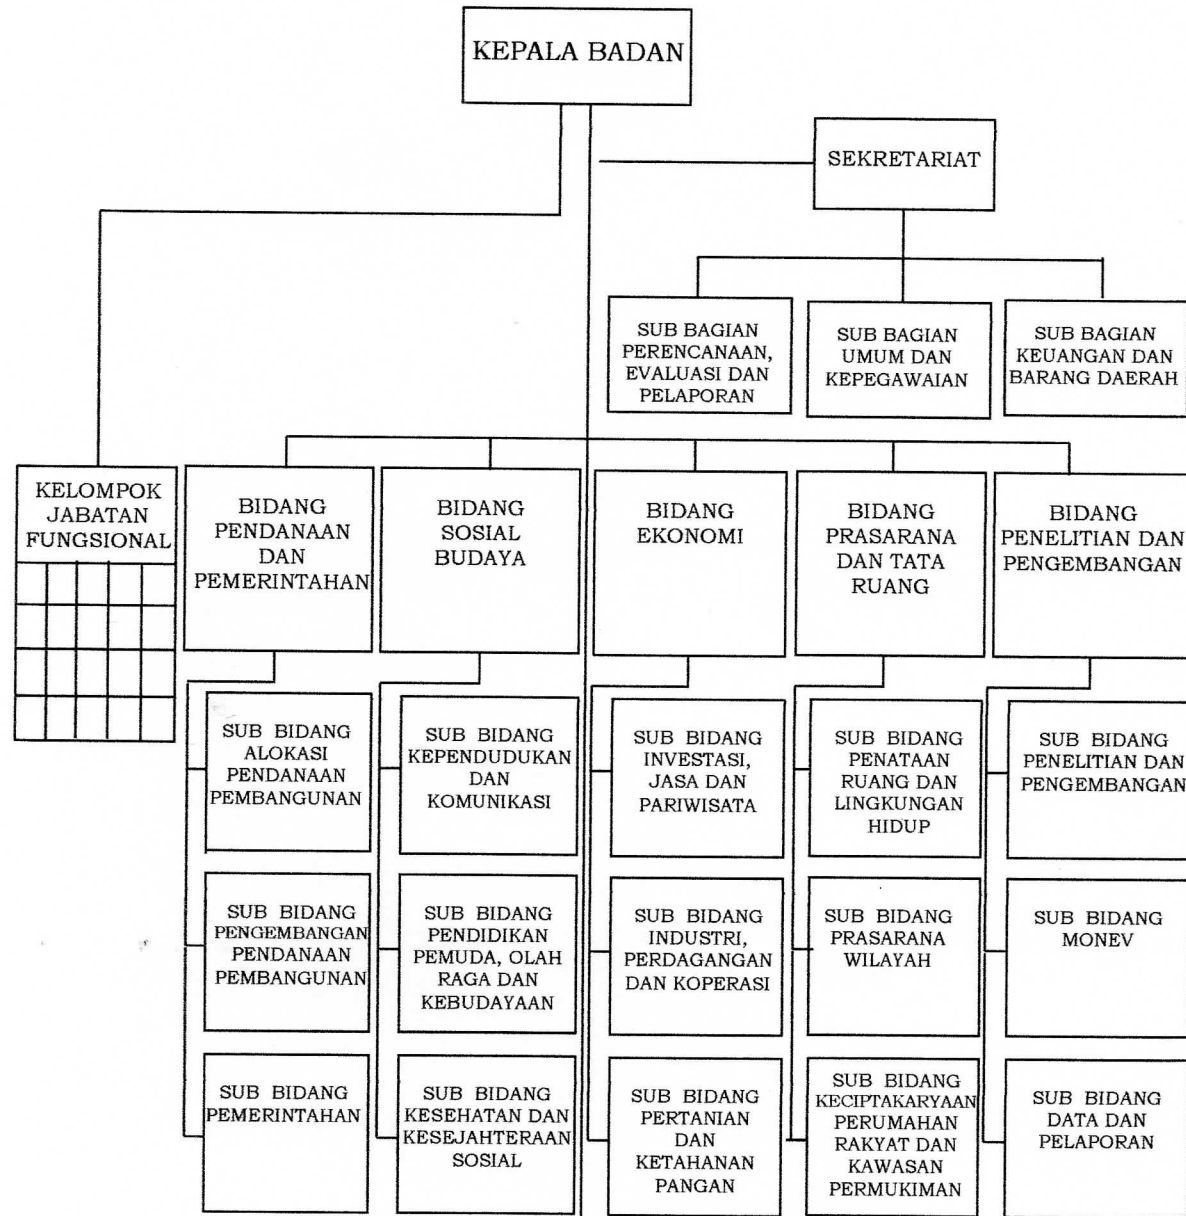 KEPALA BADAN
SEKRETARIAT
SUB BAGIAN
PERENCANAAN,
EVALUASI DAN
PELAPORAN
SUB BAGIAN
UMUM DAN
KEPEGAWAIAN
SUB BAGIAN
KEUANGAN DAN
BARANG DAERAH
KELOMPOK
JABATAN
FUNGSIONAL
BIDANG
PENDANAAN
DAN
PEMERINTAHAN
BIDANG
SOSIAL
BUDAYA
BIDANG
EKONOMI
BIDANG
PRASARANA
DAN TATA
RUANG
BIDANG
PENELITIAN DAN
PENGEMBANGAN
SUB BIDANG
ALOKASI
PENDANAAN
PEMBANGUNAN
SUB BIDANG
KEPENDUDUKAN
DAN
KOMUNIKASI
SUB BIDANG
INVESTASI,
JASA DAN
PARIWISATA
SUB BIDANG
PENATAAN
RUANG DAN
LINGKUNGAN
HIDUP
SUB BIDANG
PENELITIAN DAN
PENGEMBANGAN
SUB BIDANG
PENGEMBANGAN
PENDANAAN
PEMBANGUNAN
SUB BIDANG
PENDIDIKAN
PEMUDA, OLAH
RAGA DAN
KEBUDAYAAN
SUB BIDANG
INDUSTRI,
PERDAGANGAN
DAN KOPERASI
SUB BIDANG
PRASARANA
WILAYAH
SUB BIDANG
MONEV
SUB BIDANG
PEMERINTAHAN
SUB BIDANG
KESEHATAN DAN
KESEJAHTERAAN
SOSIAL
SUB BIDANG
PERTANIAN
DAN
KETAHANAN
PANGAN
SUB BIDANG
KECIPTAKARYAAN
PERUMAHAN
RAKYAT DAN
KAWASAN
PERMUKIMAN
SUB BIDANG
DATA DAN
PELAPORAN